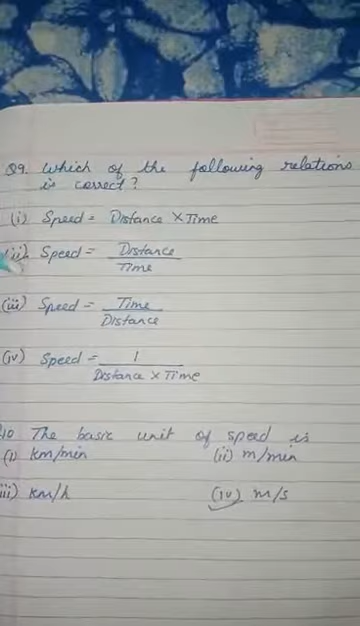 Q9. Which of the following relations
is correct?
(i) Speed = Distance × Time
(ii) Speed = Distance
Time
(iii) Speed = Time
Distance
(iv) Speed = 1
Distance × Time
10 The basic unit of speed is
(i) km/min (ii) m/min
iii) km/h (iv) m/s